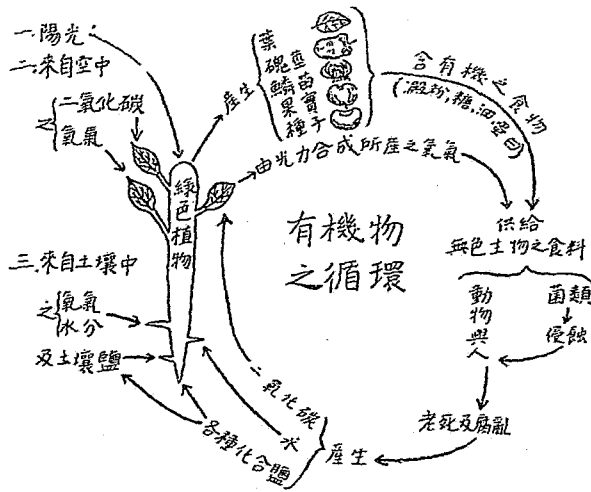 一.陽光
二.來自空中
之
二氧化碳
氧氣
三.來自土壤中
之
氧氣
水分
及土壤鹽
綠色植物
產生
葉
塊莖
鱗苗
果實
種子
含有機之食物
(澱粉,糖,油,蛋白)
由光力合成所產之氧氣
有機物
之循環
供給
無色生物之食料
動物與人
菌類
侵蝕
老死及腐亂
產生
二氧化碳
水
各種化合鹽